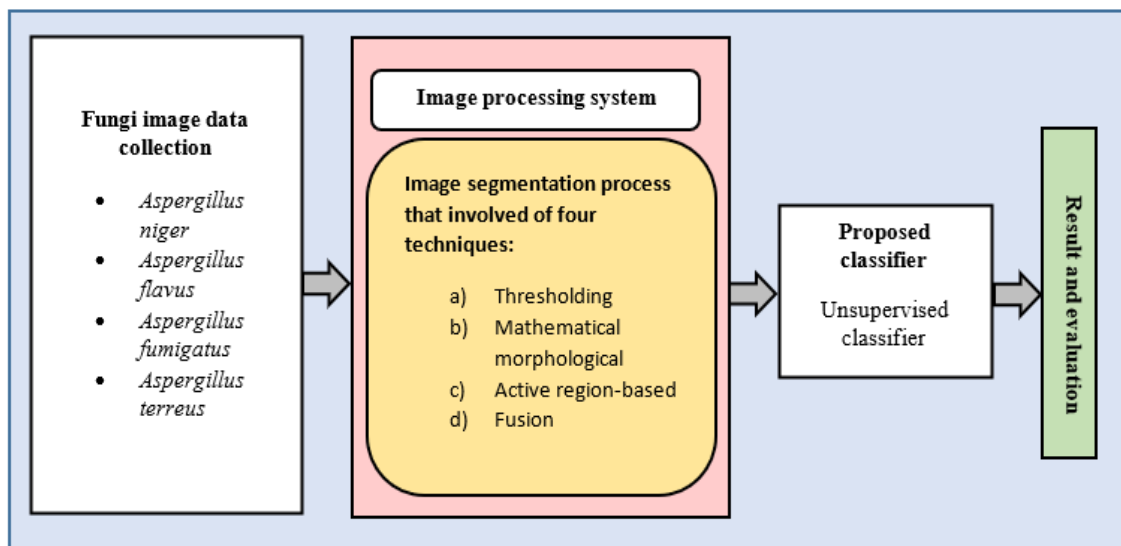 Fungi image data
collection
• Aspergillus
niger
• Aspergillus
flavus
• Aspergillus
fumigatus
• Aspergillus
terreus
Image processing system
Image segmentation process
that involved of four
techniques:
a) Thresholding
b) Mathematical
morphological
c) Active region-based
d) Fusion
Proposed
classifier
Unsupervised
classifier
Result and evaluation